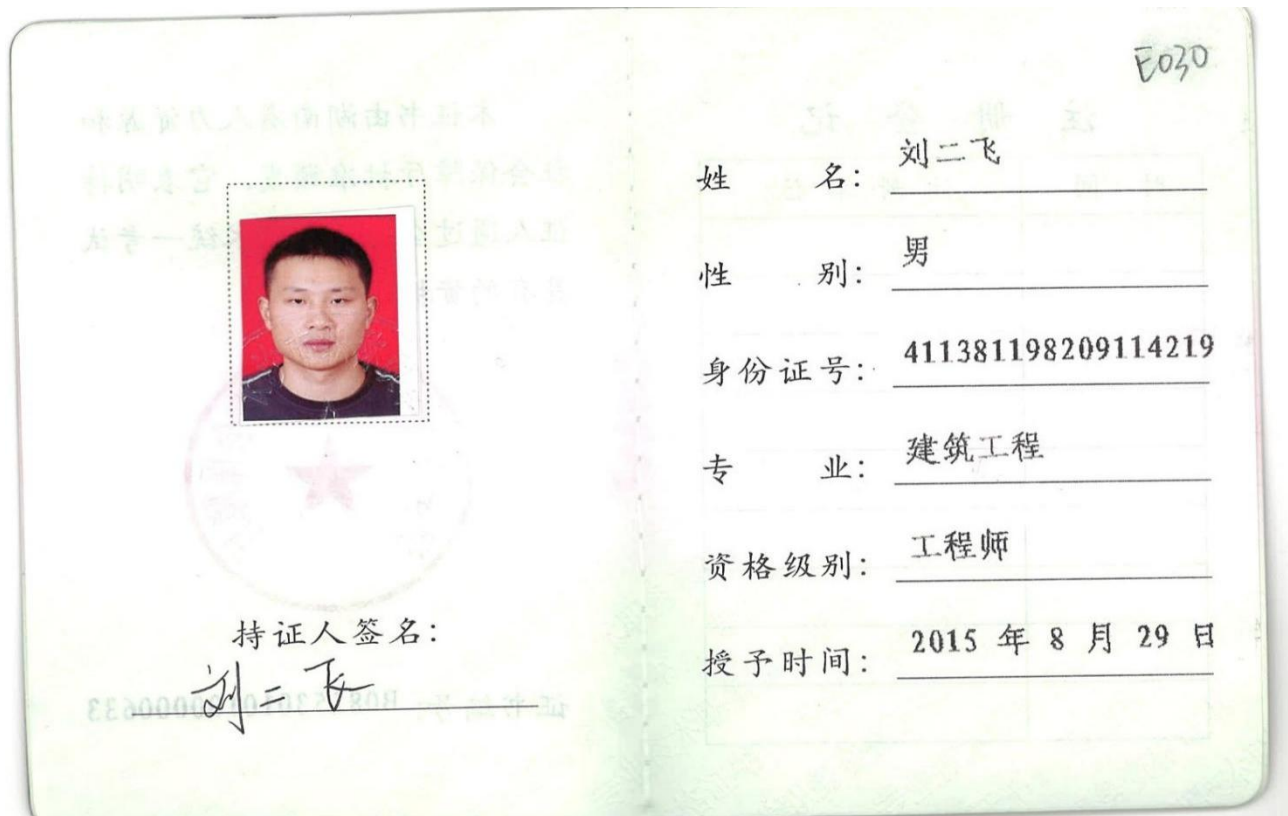 E030
姓 名: 刘二飞
性 别: 男
身份证号: 411381198209114219
专 业: 建筑工程
资格级别: 工程师
授予时间: 2015 年 8 月 29 日
持证人签名:
刘二飞